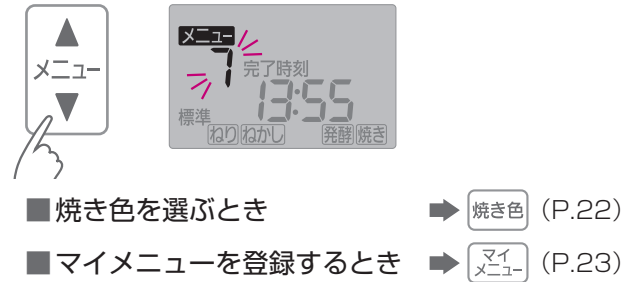 ▲
メニュー
▼
メニュー
7
完了時刻
13:55
標準
ねり ねかし 発酵 焼き
■焼き色を選ぶとき ➡ 焼き色 (P.22)
■マイメニューを登録するとき ➡ マイメニュー (P.23)